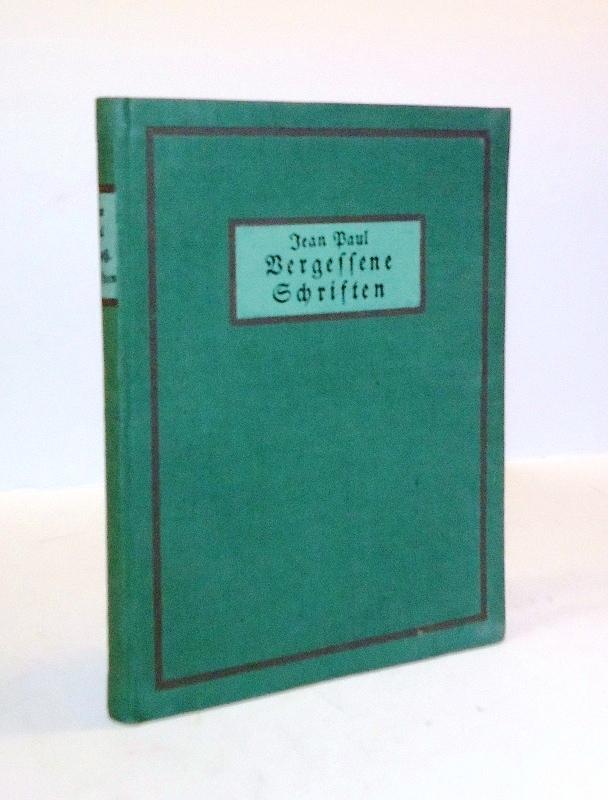 Jean Paul
Vergeſſene
Schriften